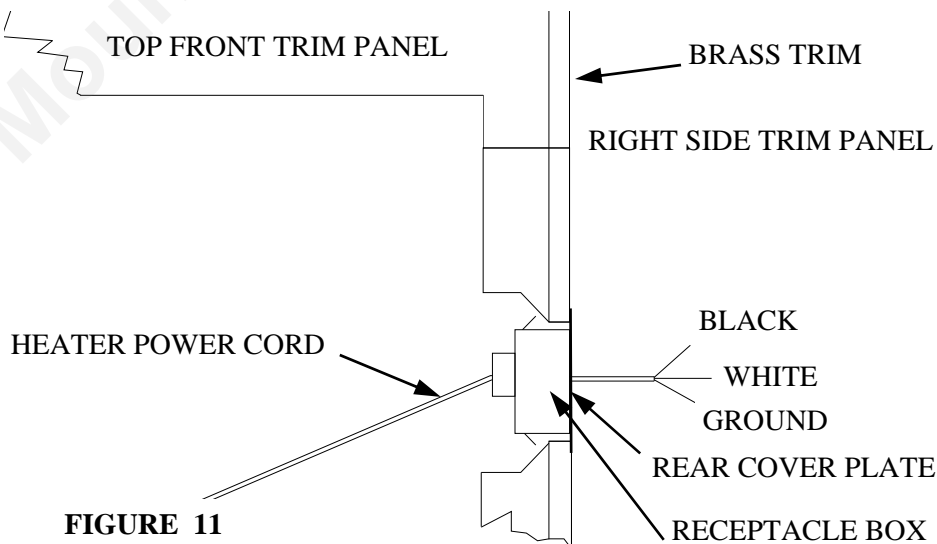 TOP FRONT TRIM PANEL
BRASS TRIM
RIGHT SIDE TRIM PANEL
BLACK
HEATER POWER CORD
WHITE
GROUND
REAR COVER PLATE
FIGURE 11
RECEPTACLE BOX